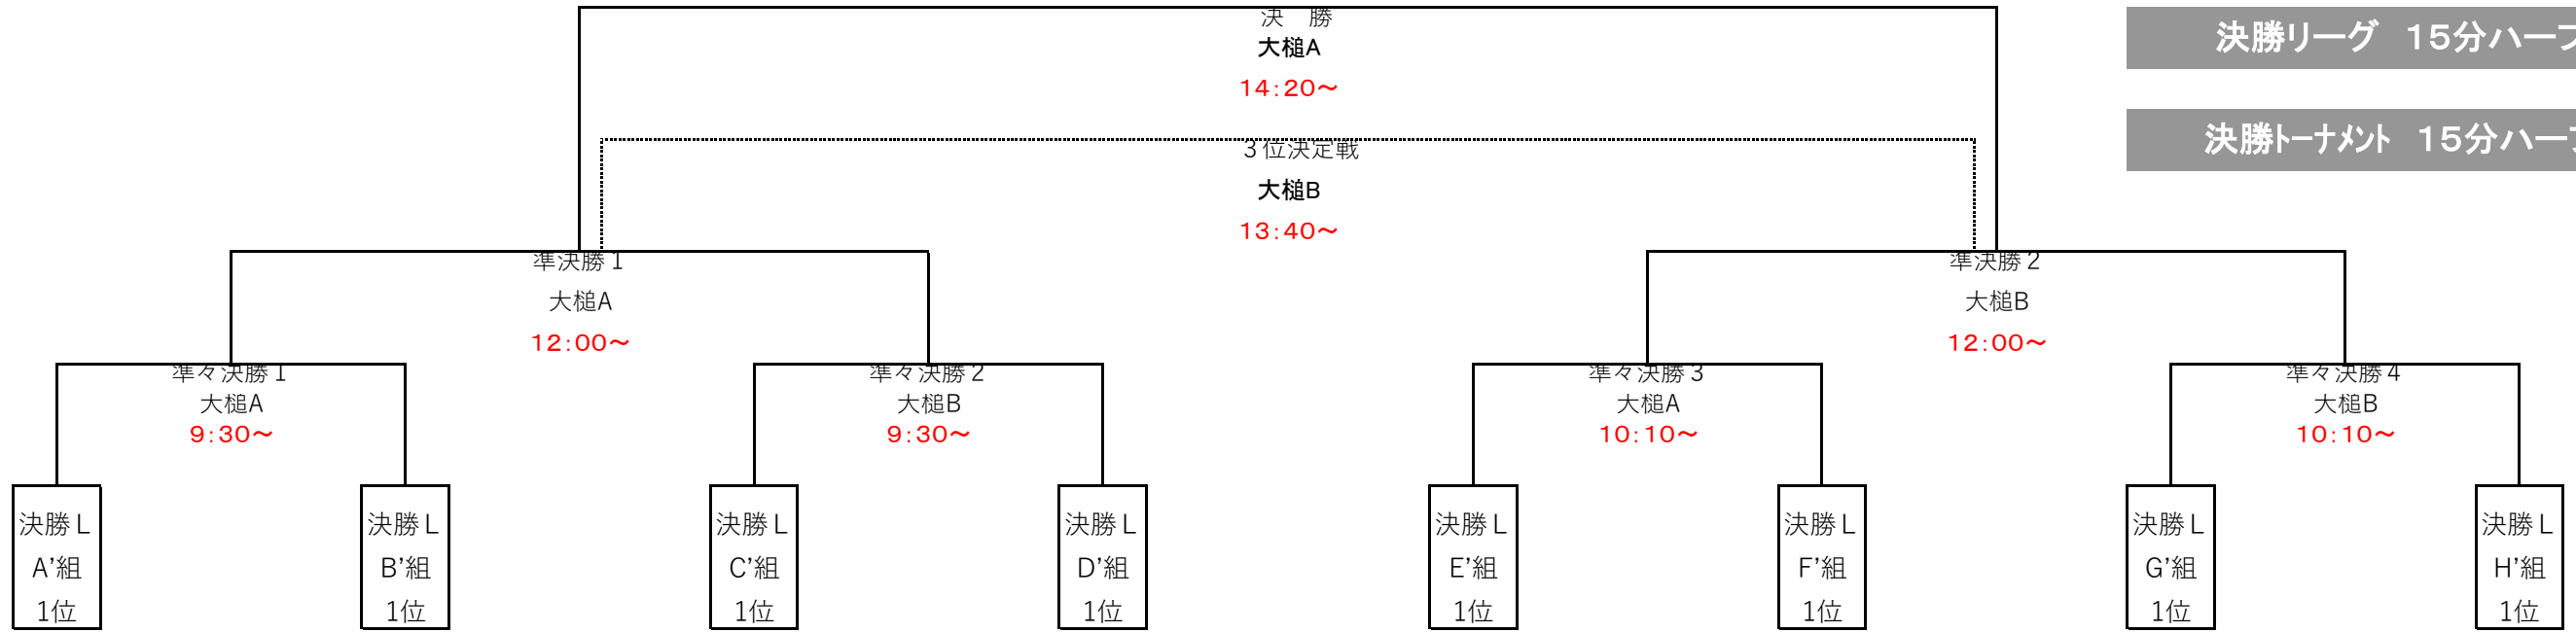 決　勝
大槌A
14:20～
決勝リーグ　15分ハーフ
決勝トーナメント　15分ハーフ
３位決定戦
大槌B
13:40～
準決勝１
大槌A
12:00～
準決勝２
大槌B
12:00～
準々決勝１
大槌A
9:30～
準々決勝２
大槌B
9:30～
準々決勝３
大槌A
10:10～
準々決勝４
大槌B
10:10～
決勝Ｌ
A’組
1位
決勝Ｌ
B’組
1位
決勝Ｌ
C’組
1位
決勝Ｌ
D’組
1位
決勝Ｌ
E’組
1位
決勝Ｌ
F’組
1位
決勝Ｌ
G’組
1位
決勝Ｌ
H’組
1位